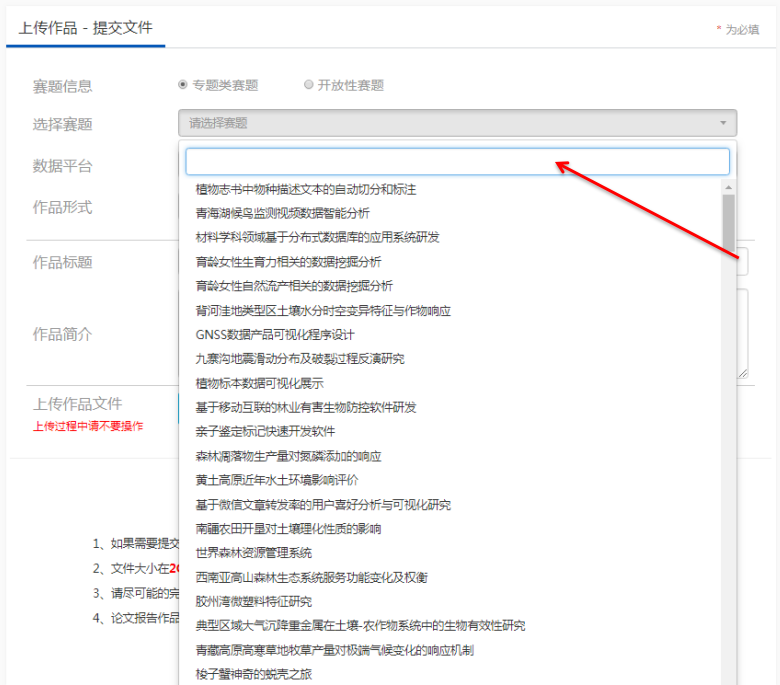 上传作品 - 提交文件
* 为必填
赛题信息
专题类赛题
开放性赛题
选择赛题
请选择赛题
数据平台
作品形式
作品标题
作品简介
上传作品文件
上传过程中请不要操作
植物志书中物种描述文本的自动切分和标注
青海湖候鸟监测视频数据智能分析
材料学科领域基于分布式数据库的应用系统研发
育龄女性生育力相关的数据挖掘分析
育龄女性自然流产相关的数据挖掘分析
背河洼地类型区土壤水分时空变异特征与作物响应
GNSS数据产品可视化程序设计
九寨沟地震滑动分布及破裂过程反演研究
植物标本数据可视化展示
基于移动互联的林业有害生物防控软件研发
亲子鉴定标记快速开发软件
森林凋落物生产量对氮磷添加的响应
黄土高原近年水土环境影响评价
基于微信文章转发率的用户喜好分析与可视化研究
南疆农田开垦对土壤理化性质的影响
世界森林资源管理系统
西南亚高山森林生态系统服务功能变化及权衡
胶州湾微塑料特征研究
典型区域大气沉降重金属在土壤-农作物系统中的生物有效性研究
青藏高原高寒草地牧草产量对极端气候变化的响应机制
梭子蟹神奇的蜕壳之旅
1、如果需要提交
2、文件大小在2
3、请尽可能的完
4、论文报告作品